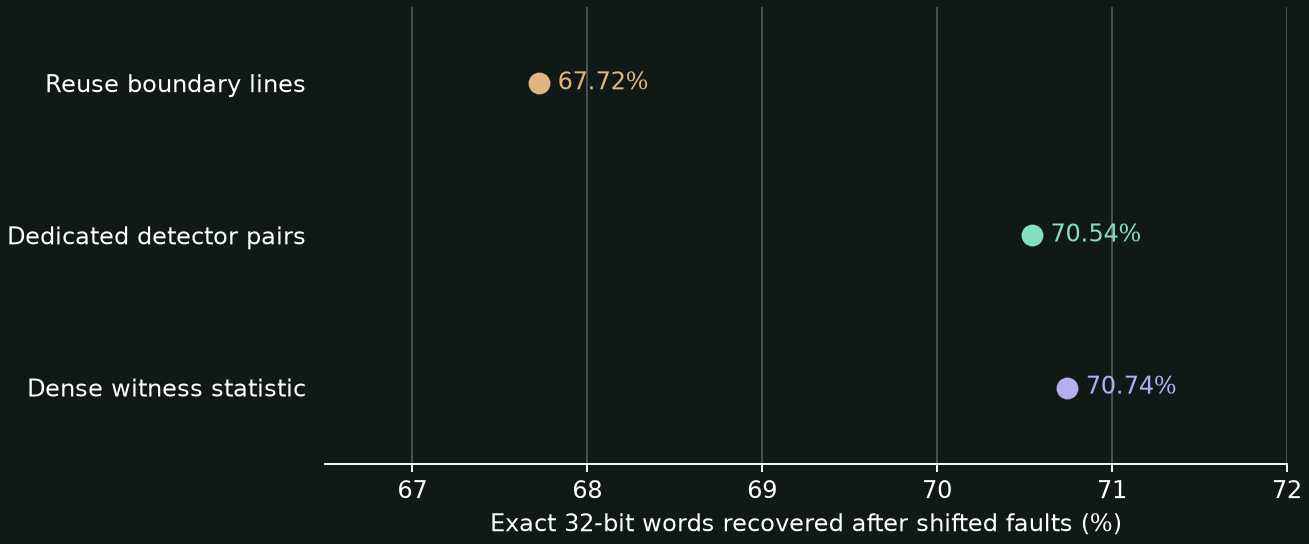 Reuse boundary lines
67.72%
Dedicated detector pairs
70.54%
Dense witness statistic
70.74%
67 68 69 70 71 72
Exact 32-bit words recovered after shifted faults (%)